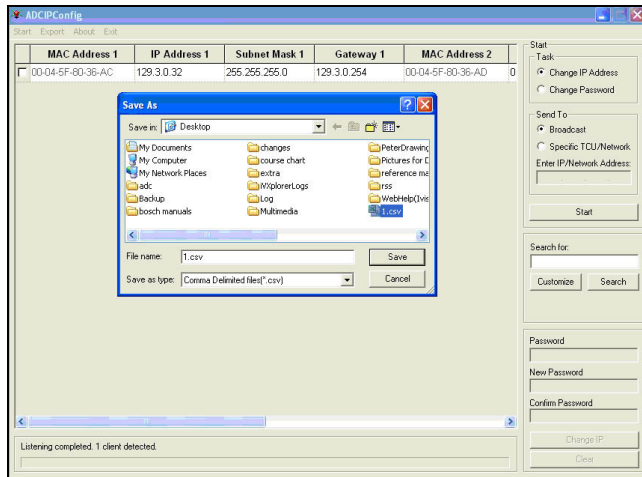 ADCIPConfig
Start Export About Exit
MAC Address 1 IP Address 1 Subnet Mask 1 Gateway 1 MAC Address 2
00-04-5F-80-36-AC 129.3.0.32 255.255.255.0 129.3.0.254 00-04-5F-80-36-AD 0
Save As
Save in: Desktop
My Documents changes PeterDrawing
My Computer course chart Pictures for D
My Network Places extra reference ma
adc iVXplorerLogs rss
Backup Log WebHelp(Ivis
bosch manuals Multimedia 1.csv
File name: 1.csv Save
Save as type: Comma Delimited files(*.csv) Cancel
Start
Task
Change IP Address
Change Password
Send To
Broadcast
Specific TCU/Network
Enter IP/Network Address:
Start
Search for:
Customize Search
Password
New Password
Confirm Password
Change IP
Clear
Listening completed. 1 client detected.